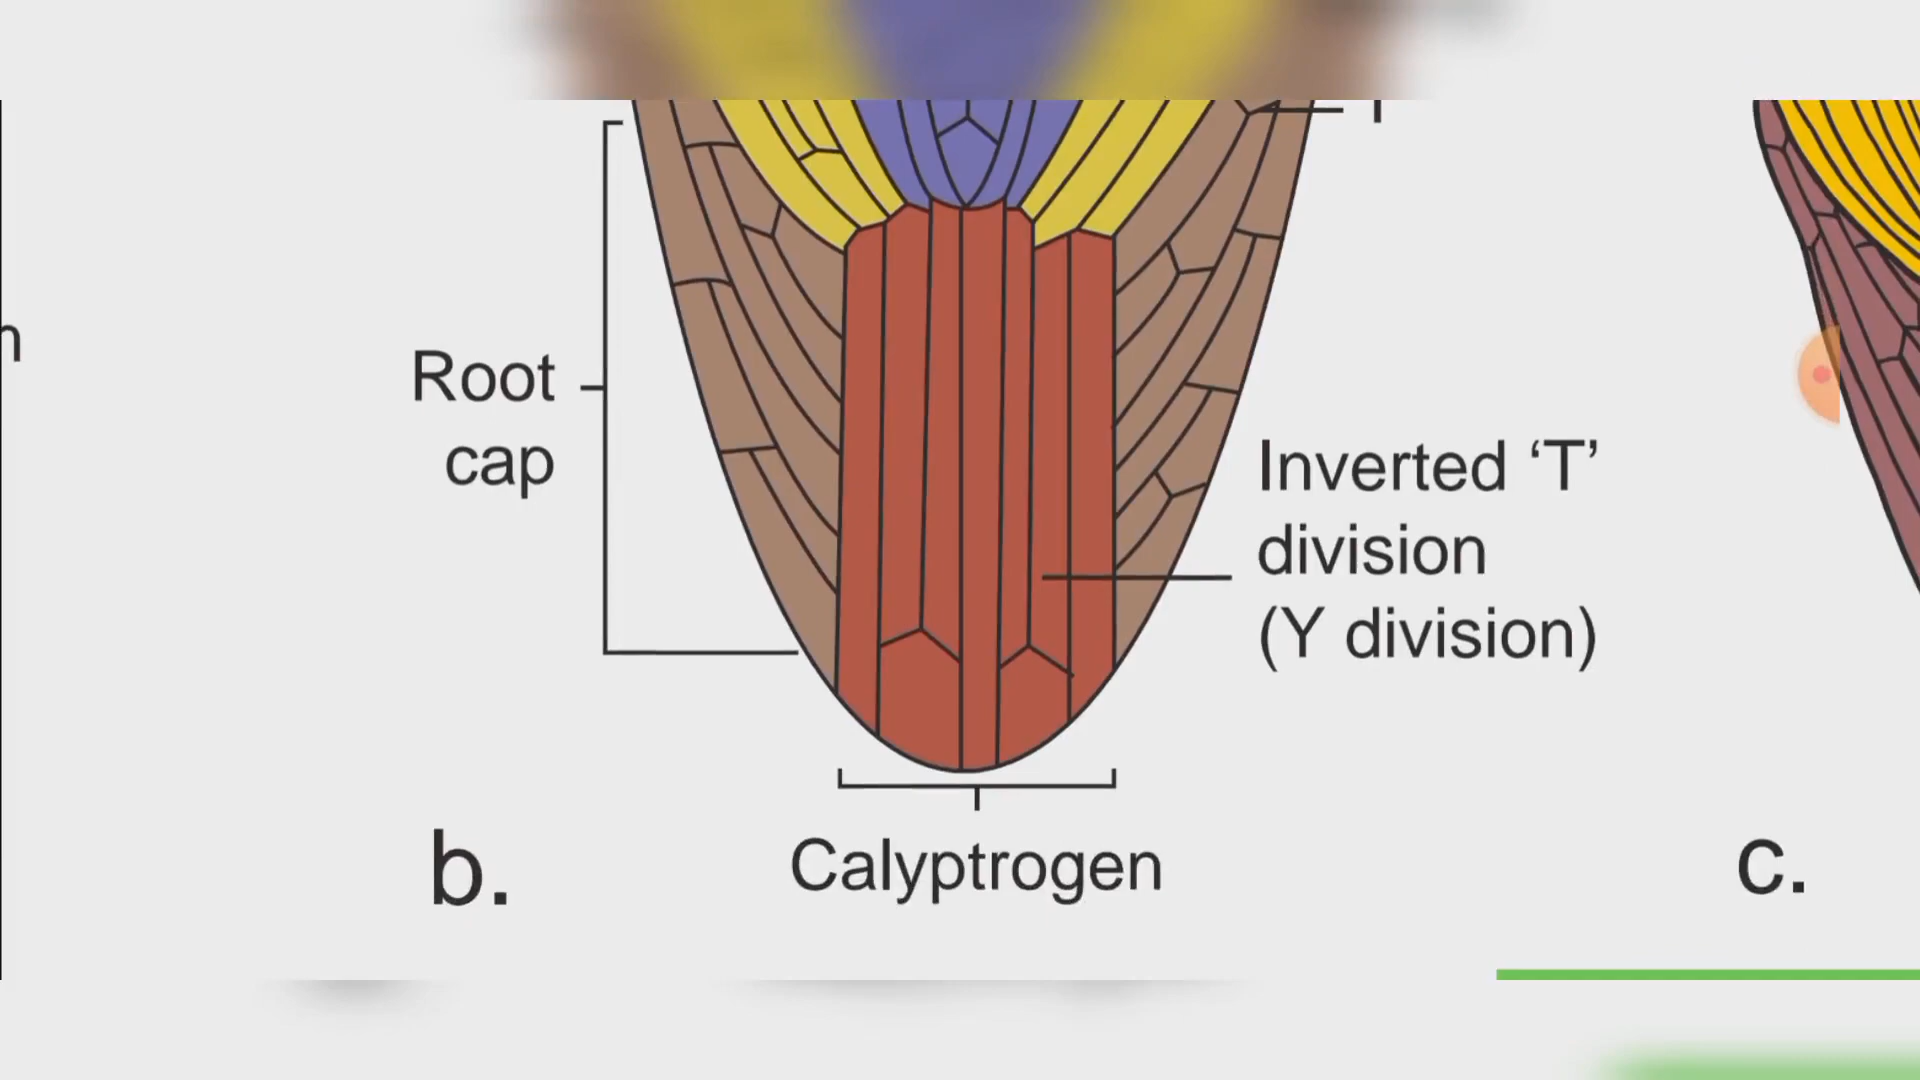 Root
cap
Inverted ‘T’
division
(Y division)
Calyptrogen
b.
c.